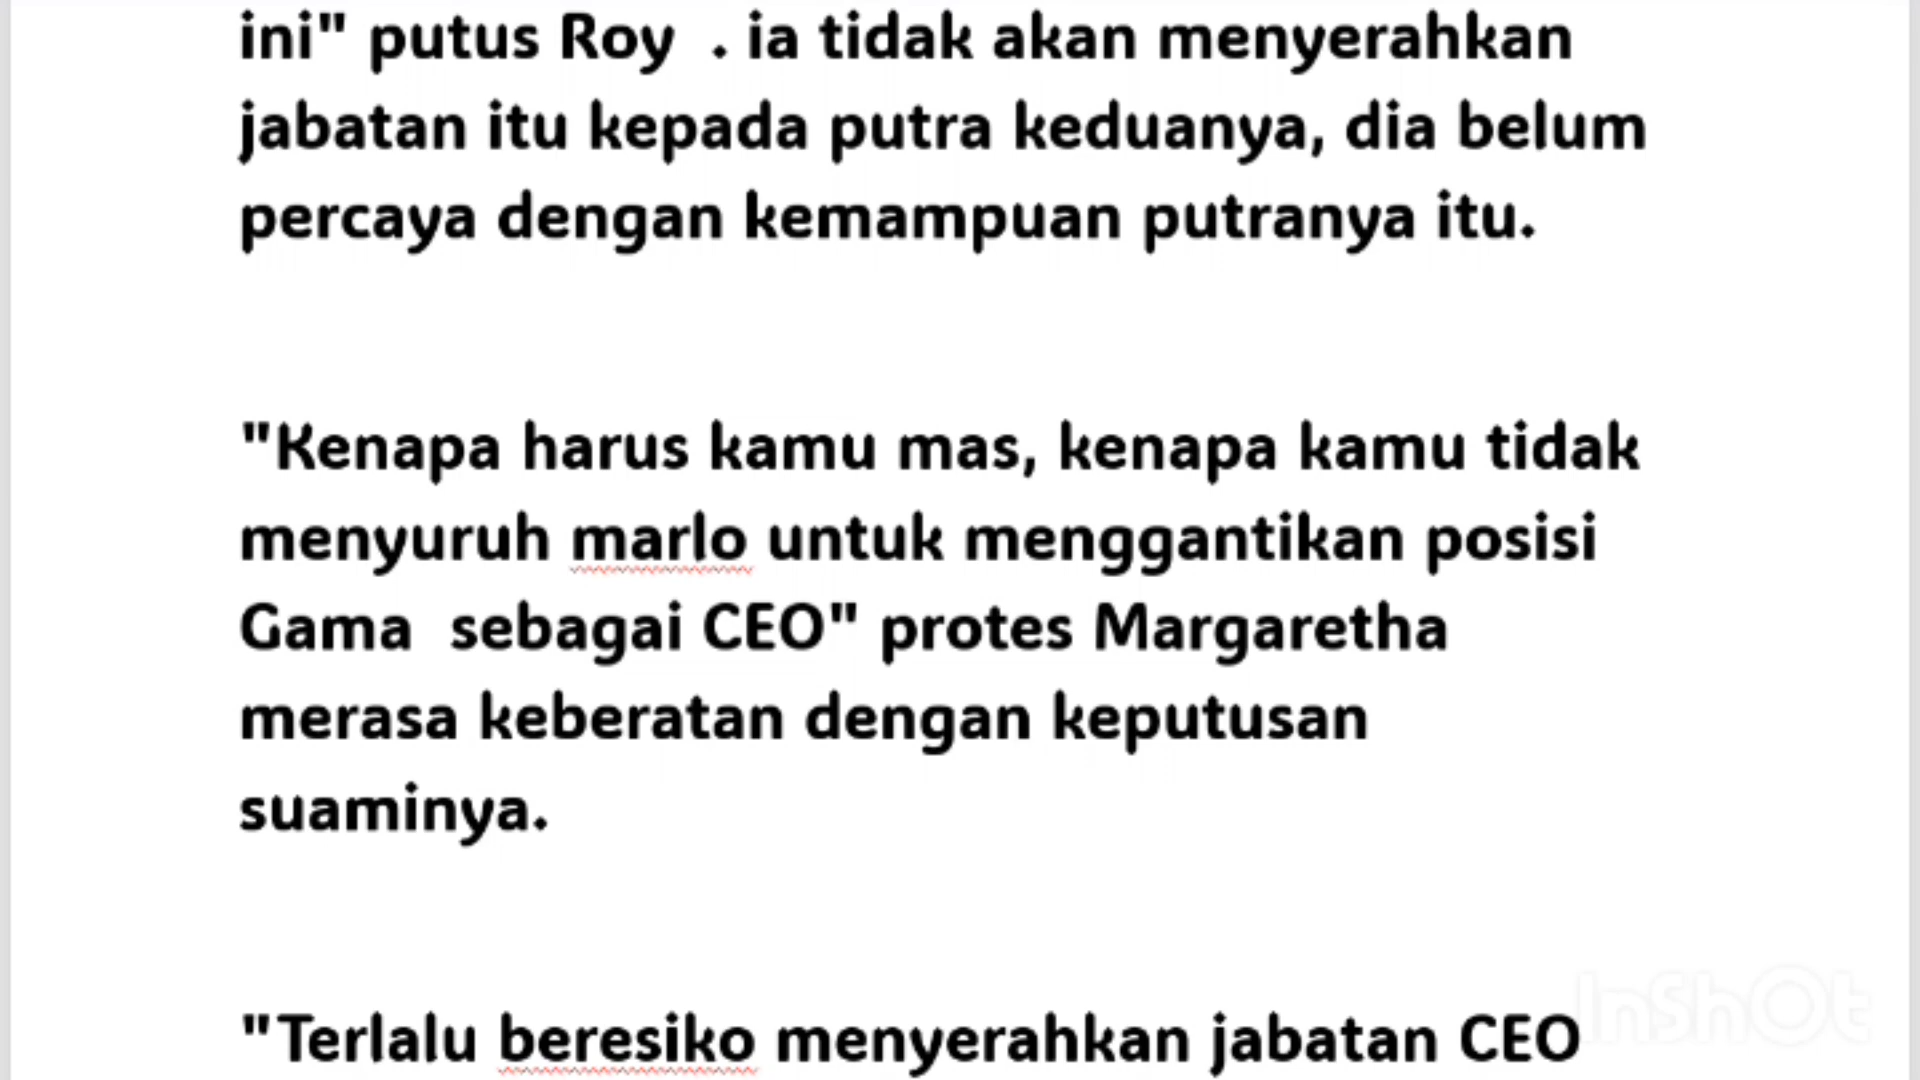 ini" putus Roy  . ia tidak akan menyerahkan
jabatan itu kepada putra keduanya, dia belum
percaya dengan kemampuan putranya itu.
"Kenapa harus kamu mas, kenapa kamu tidak
menyuruh marlo untuk menggantikan posisi
Gama  sebagai CEO" protes Margaretha
merasa keberatan dengan keputusan
suaminya.
"Terlalu beresiko menyerahkan jabatan CEO
InShOt